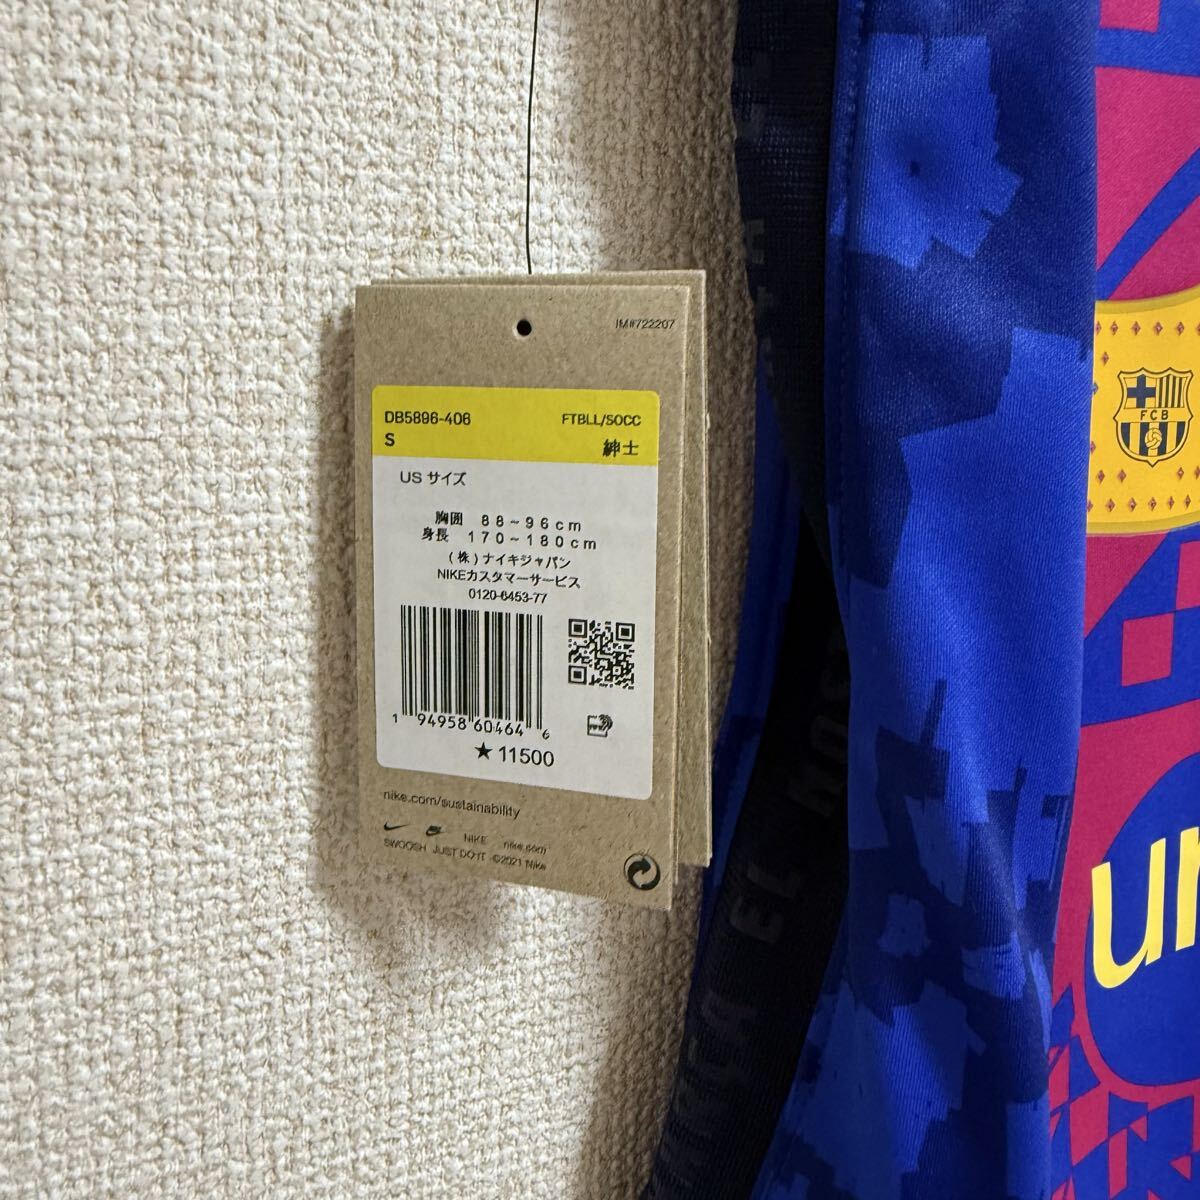 IM#722207
DB5896-406 FTBLL/SOCC
S 紳士
US サイズ
胸囲 88~96cm
身長 170~180cm
(株)ナイキジャパン
NIKEカスタマーサービス
0120-6453-77
1 94958 60464 6
★11500
nike.com/sustainability
NIKE nike.com
SWOOSH JUST DO IT ©2021 Nike
FCB
EL MOS
un